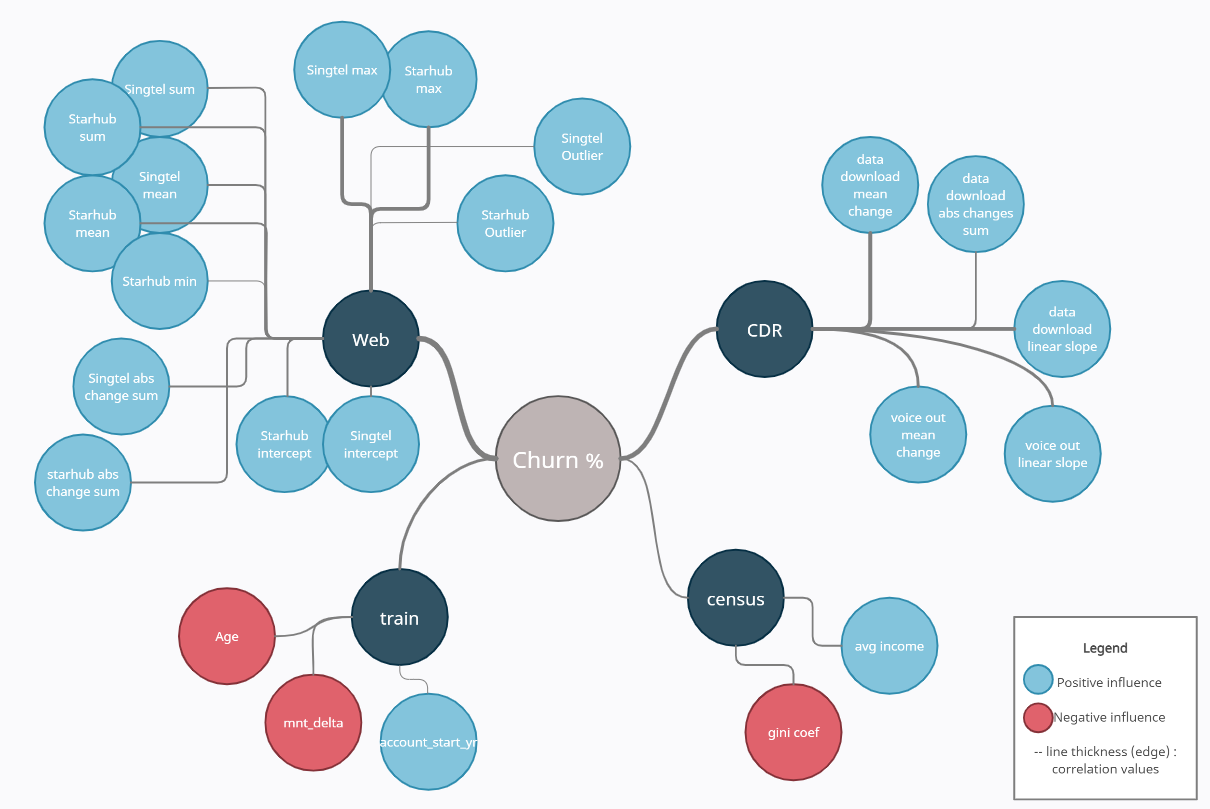 Singtel sum
Starhub
sum
Singtel
mean
Starhub
mean
Starhub min
Singtel max
Starhub
max
Singtel
Outlier
Starhub
Outlier
Web
Singtel abs
change sum
starhub abs
change sum
Starhub
intercept
Singtel
intercept
Churn %
data
download
mean
change
data
download
abs changes
sum
CDR
data
download
linear slope
voice out
mean
change
voice out
linear slope
train
Age
mnt_delta
account_start_yr
census
avg income
gini coef
Legend
Positive influence
Negative influence
-- line thickness (edge) :
correlation values